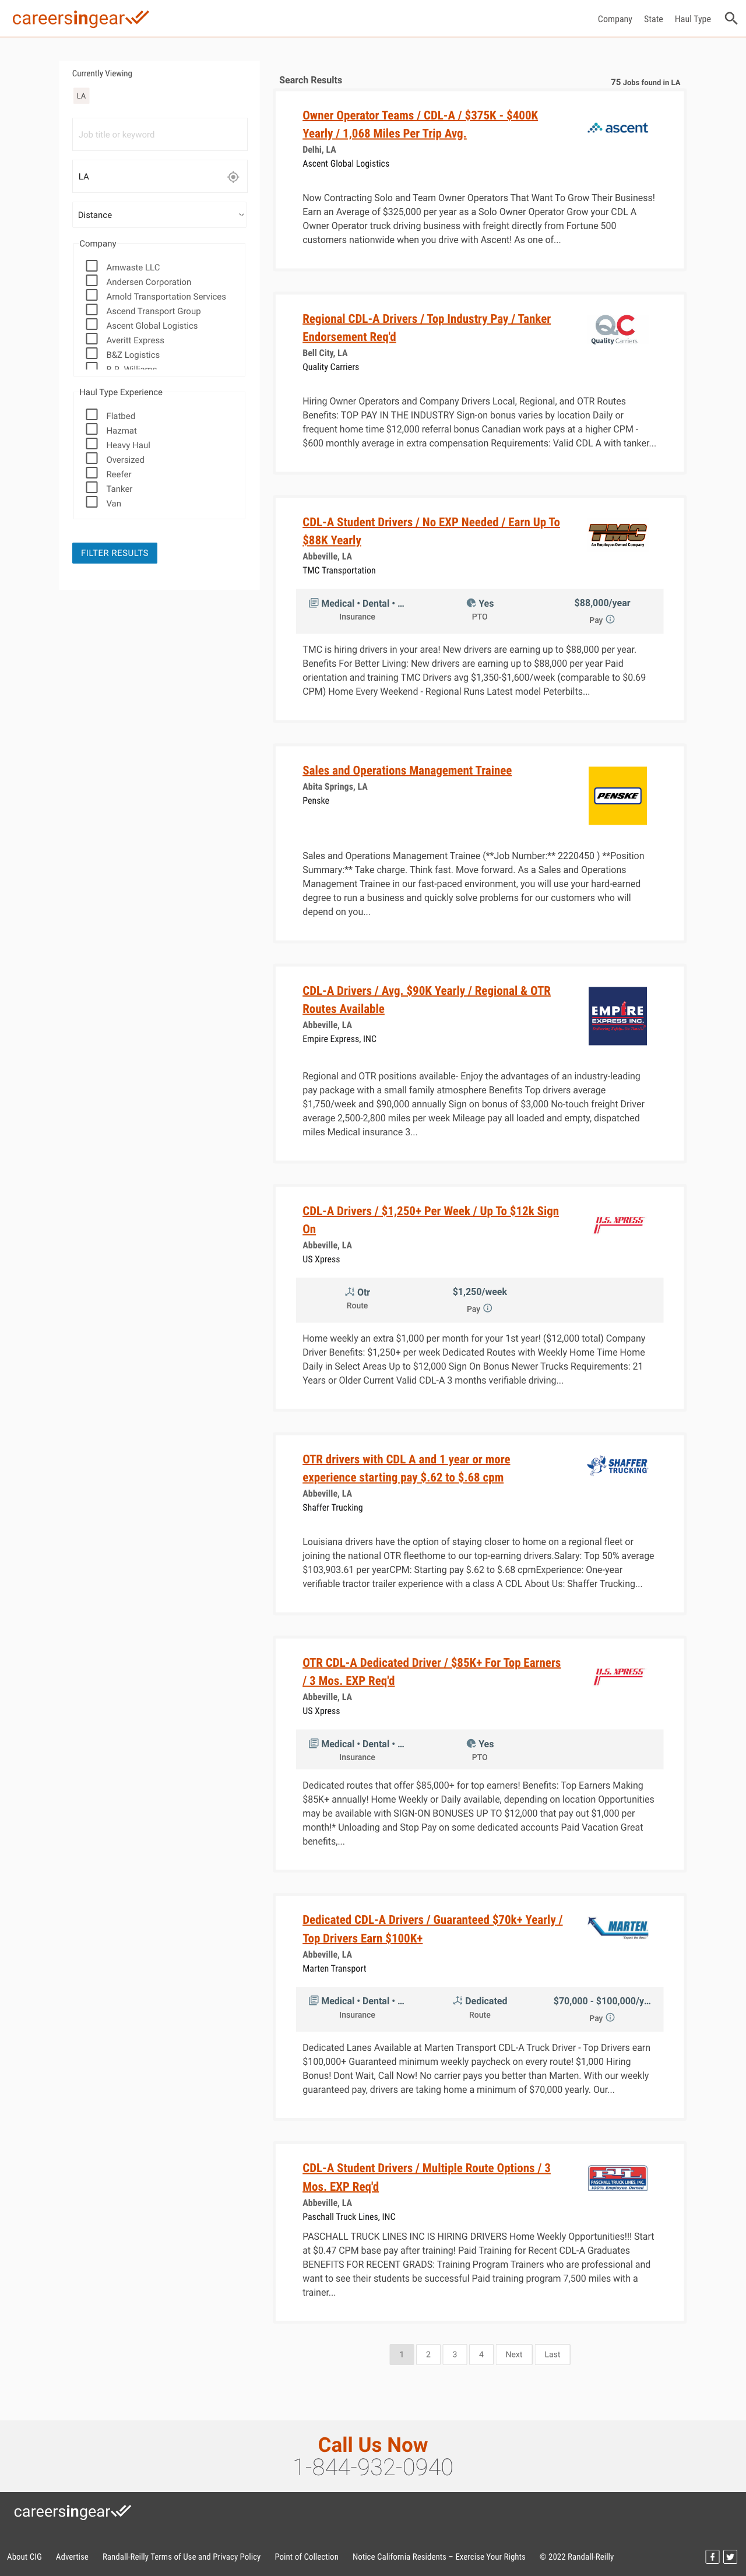 careersingear
Company State Haul Type
Currently Viewing
LA
Job title or keyword
LA
Distance
Company
Amwaste LLC
Andersen Corporation
Arnold Transportation Services
Ascend Transport Group
Ascent Global Logistics
Averitt Express
B&Z Logistics
Haul Type Experience
Flatbed
Hazmat
Heavy Haul
Oversized
Reefer
Tanker
Van
FILTER RESULTS
Search Results
75 Jobs found in LA
Owner Operator Teams / CDL-A / $375K - $400K
Yearly / 1,068 Miles Per Trip Avg.
Delhi, LA
Ascent Global Logistics
ascent
Now Contracting Solo and Team Owner Operators That Want To Grow Their Business!
Earn an Average of $325,000 per year as a Solo Owner Operator Grow your CDL A
Owner Operator truck driving business with freight directly from Fortune 500
customers nationwide when you drive with Ascent! As one of...
Regional CDL-A Drivers / Top Industry Pay / Tanker
Endorsement Req'd
Bell City, LA
Quality Carriers
QC
Quality Carriers
Hiring Owner Operators and Company Drivers Local, Regional, and OTR Routes
Benefits: TOP PAY IN THE INDUSTRY Sign-on bonus varies by location Daily or
frequent home time $12,000 referral bonus Canadian work pays at a higher CPM -
$600 monthly average in extra compensation Requirements: Valid CDL A with tanker...
CDL-A Student Drivers / No EXP Needed / Earn Up To
$88K Yearly
Abbeville, LA
TMC Transportation
TMC
An Employee-Owned Company
Medical • Dental • ...
Insurance
Yes
PTO
$88,000/year
Pay
TMC is hiring drivers in your area! New drivers are earning up to $88,000 per year.
Benefits For Better Living: New drivers are earning up to $88,000 per year Paid
orientation and training TMC Drivers avg $1,350-$1,600/week (comparable to $0.69
CPM) Home Every Weekend - Regional Runs Latest model Peterbilts...
Sales and Operations Management Trainee
Abita Springs, LA
Penske
PENSKE
Sales and Operations Management Trainee (**Job Number:** 2220450 ) **Position
Summary:** Take charge. Think fast. Move forward. As a Sales and Operations
Management Trainee in our fast-paced environment, you will use your hard-earned
degree to run a business and quickly solve problems for our customers who will
depend on you...
CDL-A Drivers / Avg. $90K Yearly / Regional & OTR
Routes Available
Abbeville, LA
Empire Express, INC
EMPIRE
EXPRESS INC.
Regional and OTR positions available- Enjoy the advantages of an industry-leading
pay package with a small family atmosphere Benefits Top drivers average
$1,750/week and $90,000 annually Sign on bonus of $3,000 No-touch freight Driver
average 2,500-2,800 miles per week Mileage pay all loaded and empty, dispatched
miles Medical insurance 3...
CDL-A Drivers / $1,250+ Per Week / Up To $12k Sign
On
Abbeville, LA
US Xpress
U.S. XPRESS
Otr
Route
$1,250/week
Pay
Home weekly an extra $1,000 per month for your 1st year! ($12,000 total) Company
Driver Benefits: $1,250+ per week Dedicated Routes with Weekly Home Time Home
Daily in Select Areas Up to $12,000 Sign On Bonus Newer Trucks Requirements: 21
Years or Older Current Valid CDL-A 3 months verifiable driving...
OTR drivers with CDL A and 1 year or more
experience starting pay $.62 to $.68 cpm
Abbeville, LA
Shaffer Trucking
SHAFFER
TRUCKING
Louisiana drivers have the option of staying closer to home on a regional fleet or
joining the national OTR fleethome to our top-earning drivers.Salary: Top 50% average
$103,903.61 per yearCPM: Starting pay $.62 to $.68 cpmExperience: One-year
verifiable tractor trailer experience with a class A CDL About Us: Shaffer Trucking...
OTR CDL-A Dedicated Driver / $85K+ For Top Earners
/ 3 Mos. EXP Req'd
Abbeville, LA
US Xpress
U.S. XPRESS
Medical • Dental • ...
Insurance
Yes
PTO
Dedicated routes that offer $85,000+ for top earners! Benefits: Top Earners Making
$85K+ annually! Home Weekly or Daily available, depending on location Opportunities
may be available with SIGN-ON BONUSES UP TO $12,000 that pay out $1,000 per
month!* Unloading and Stop Pay on some dedicated accounts Paid Vacation Great
benefits,...
Dedicated CDL-A Drivers / Guaranteed $70k+ Yearly /
Top Drivers Earn $100K+
Abbeville, LA
Marten Transport
MARTEN
Medical • Dental • ...
Insurance
Dedicated
Route
$70,000 - $100,000/y...
Pay
Dedicated Lanes Available at Marten Transport CDL-A Truck Driver - Top Drivers earn
$100,000+ Guaranteed minimum weekly paycheck on every route! $1,000 Hiring
Bonus! Dont Wait, Call Now! No carrier pays you better than Marten. With our weekly
guaranteed pay, drivers are taking home a minimum of $70,000 yearly. Our...
CDL-A Student Drivers / Multiple Route Options / 3
Mos. EXP Req'd
Abbeville, LA
Paschall Truck Lines, INC
PASCHALL TRUCK LINES, INC.
100% Employee Owned
PASCHALL TRUCK LINES INC IS HIRING DRIVERS Home Weekly Opportunities!!! Start
at $0.47 CPM base pay after training! Paid Training for Recent CDL-A Graduates
BENEFITS FOR RECENT GRADS: Training Program Trainers who are professional and
want to see their students be successful Paid training program 7,500 miles with a
trainer...
1 2 3 4 Next Last
Call Us Now
1-844-932-0940
careersingear
About CIG Advertise Randall-Reilly Terms of Use and Privacy Policy Point of Collection Notice California Residents – Exercise Your Rights © 2022 Randall-Reilly